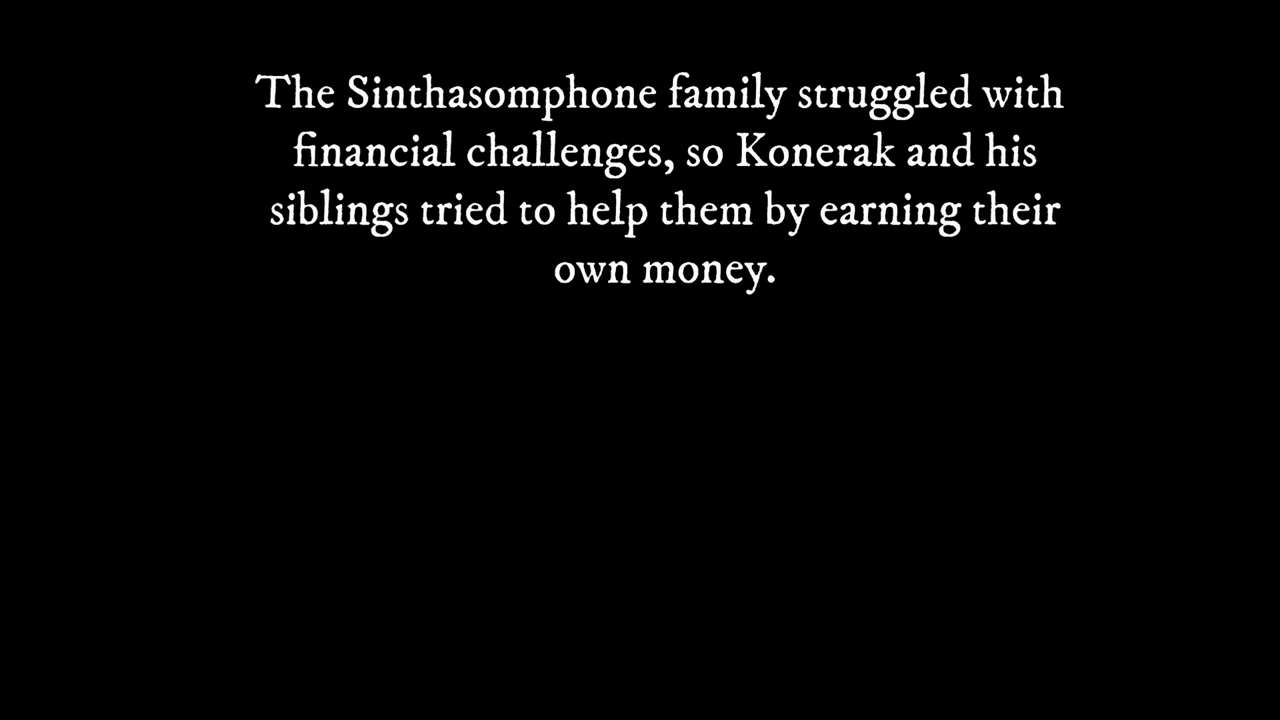 The Sinthasomphone family struggled with
financial challenges, so Konerak and his
siblings tried to help them by earning their
own money.